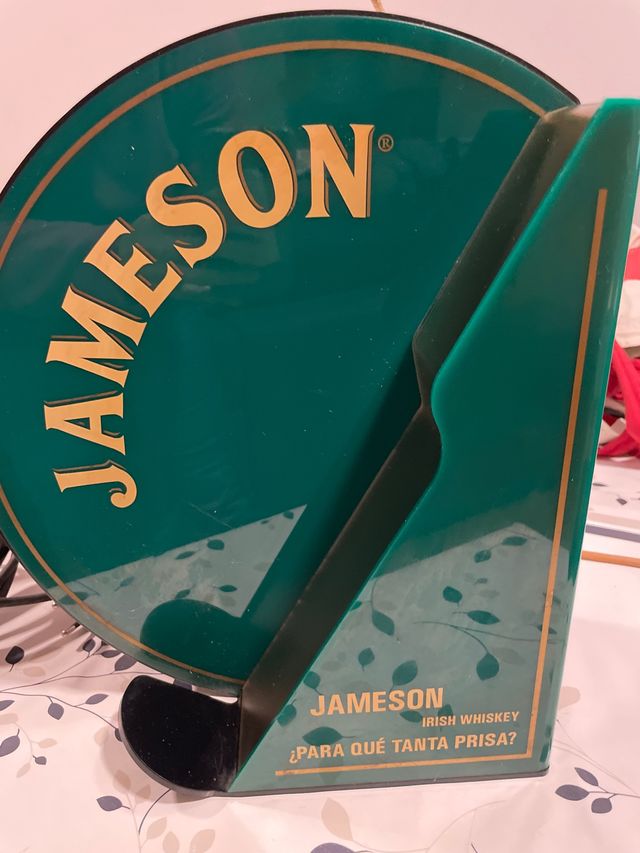 JAMESON®
JAMESON
IRISH WHISKEY
¿PARA QUÉ TANTA PRISA?